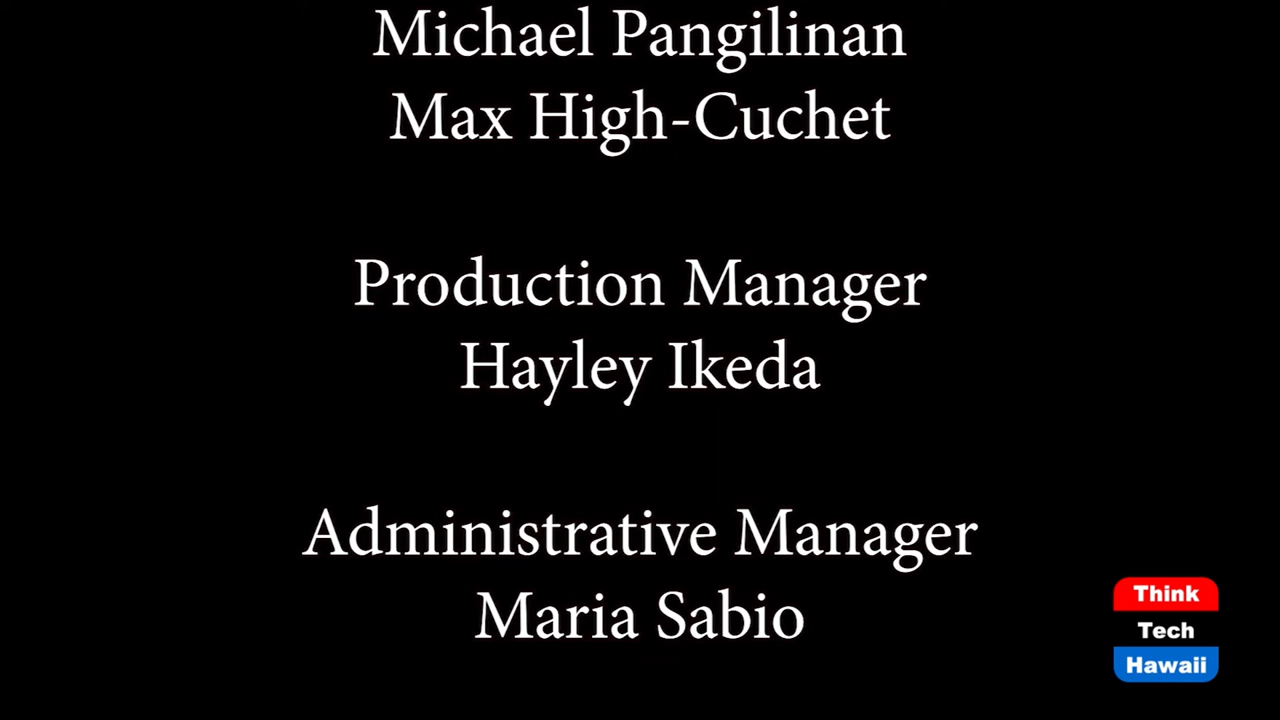 Michael Pangilinan
Max High-Cuchet
Production Manager
Hayley Ikeda
Administrative Manager
Maria Sabio
Think
Tech
Hawaii